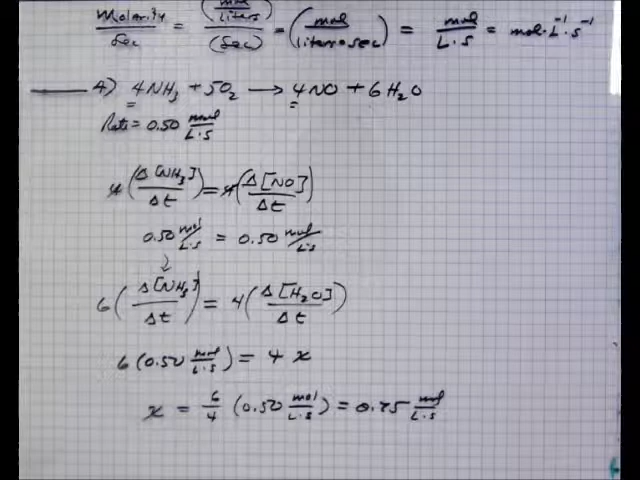 Molarity/Sec = (mol/Liters)/(Sec) = (mol/liters·sec) = mol/L·s = mol·L⁻¹·s⁻¹
4) 4NH₃ + 5O₂ → 4NO + 6H₂O
Rate = 0.50 mol/L·s
4(Δ[NH₃]/Δt) = 4(Δ[NO]/Δt)
0.50 mol/L·s = 0.50 mol/L·s
6(Δ[NH₃]/Δt) = 4(Δ[H₂O]/Δt)
6(0.50 mol/L·s) = 4x
x = 6/4 (0.50 mol/L·s) = 0.75 mol/L·s